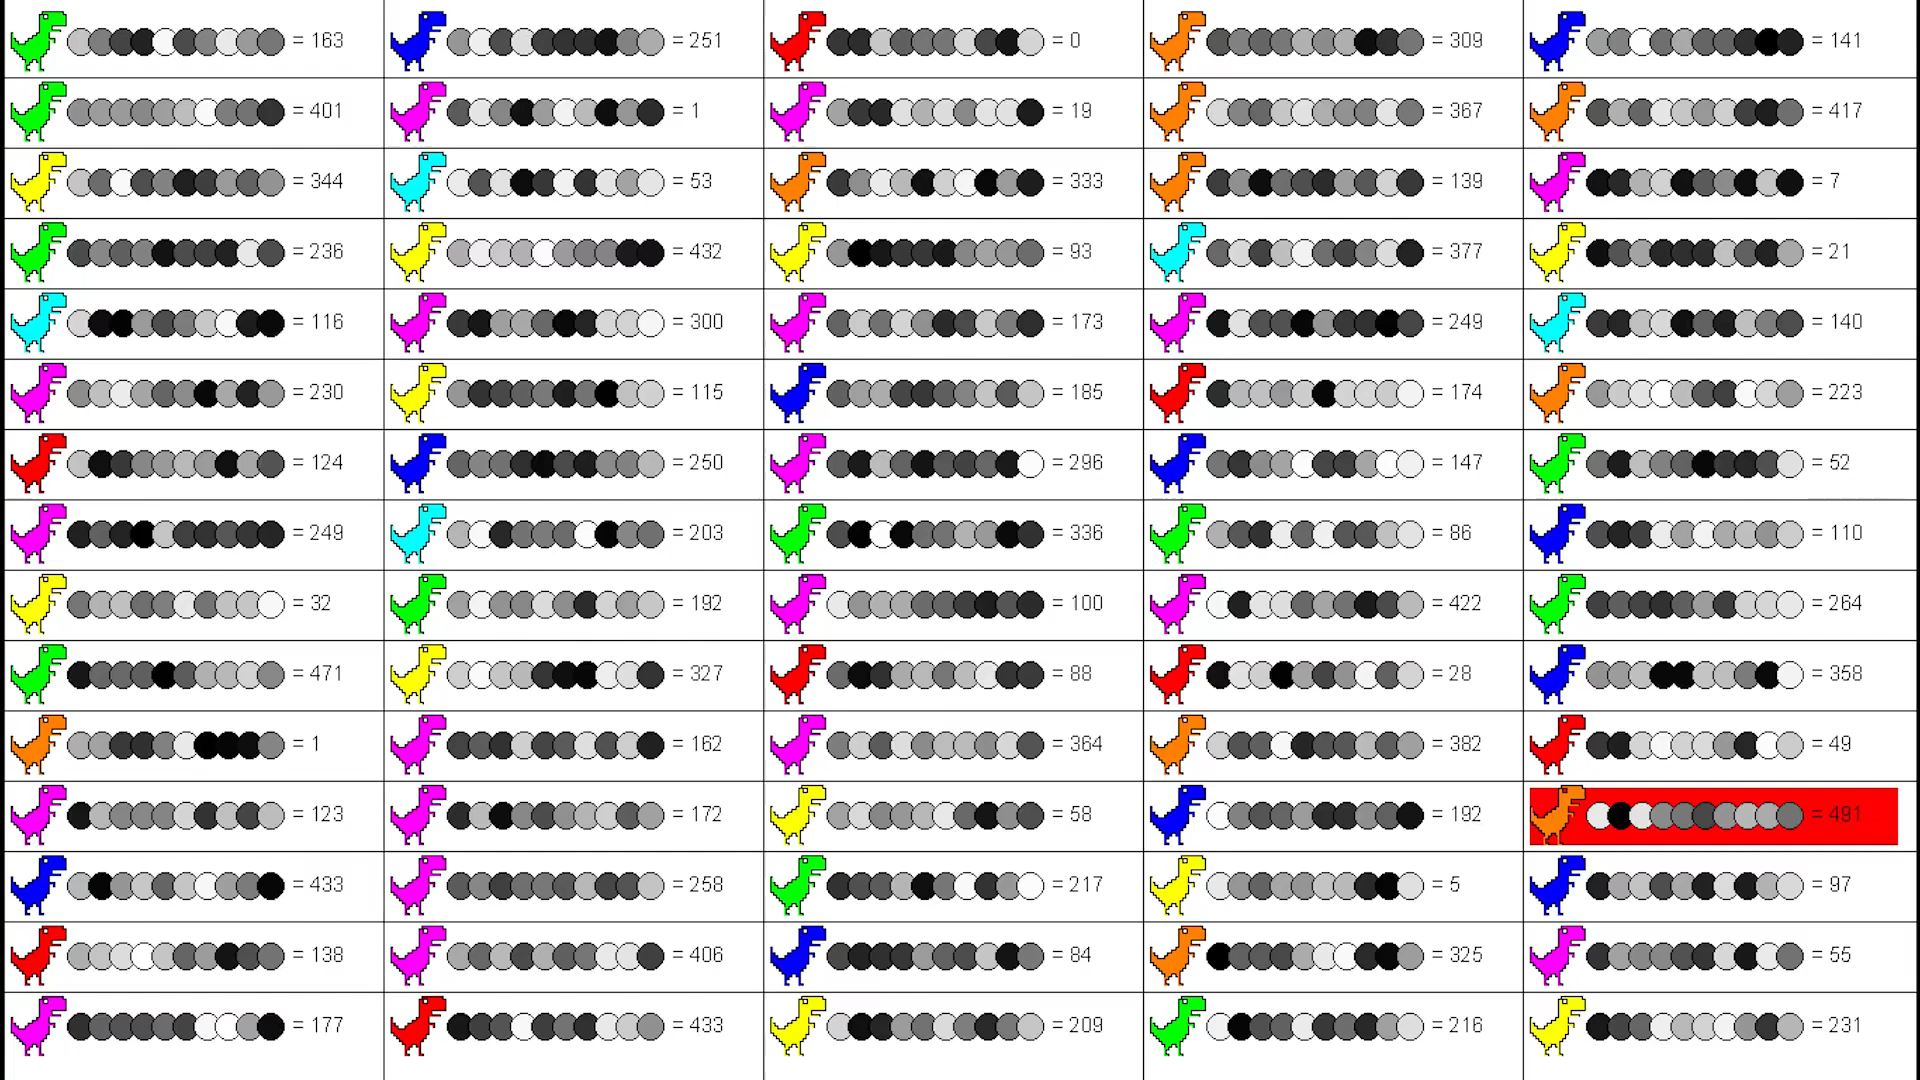 = 163 = 251 = 0 = 309 = 141
= 401 = 1 = 19 = 367 = 417
= 344 = 53 = 333 = 139 = 7
= 236 = 432 = 93 = 377 = 21
= 116 = 300 = 173 = 249 = 140
= 230 = 115 = 185 = 174 = 223
= 124 = 250 = 296 = 147 = 52
= 249 = 203 = 336 = 86 = 110
= 32 = 192 = 100 = 422 = 264
= 471 = 327 = 88 = 28 = 358
= 1 = 162 = 364 = 382 = 49
= 123 = 172 = 58 = 192 = 491
= 433 = 258 = 217 = 5 = 97
= 138 = 406 = 84 = 325 = 55
= 177 = 433 = 209 = 216 = 231